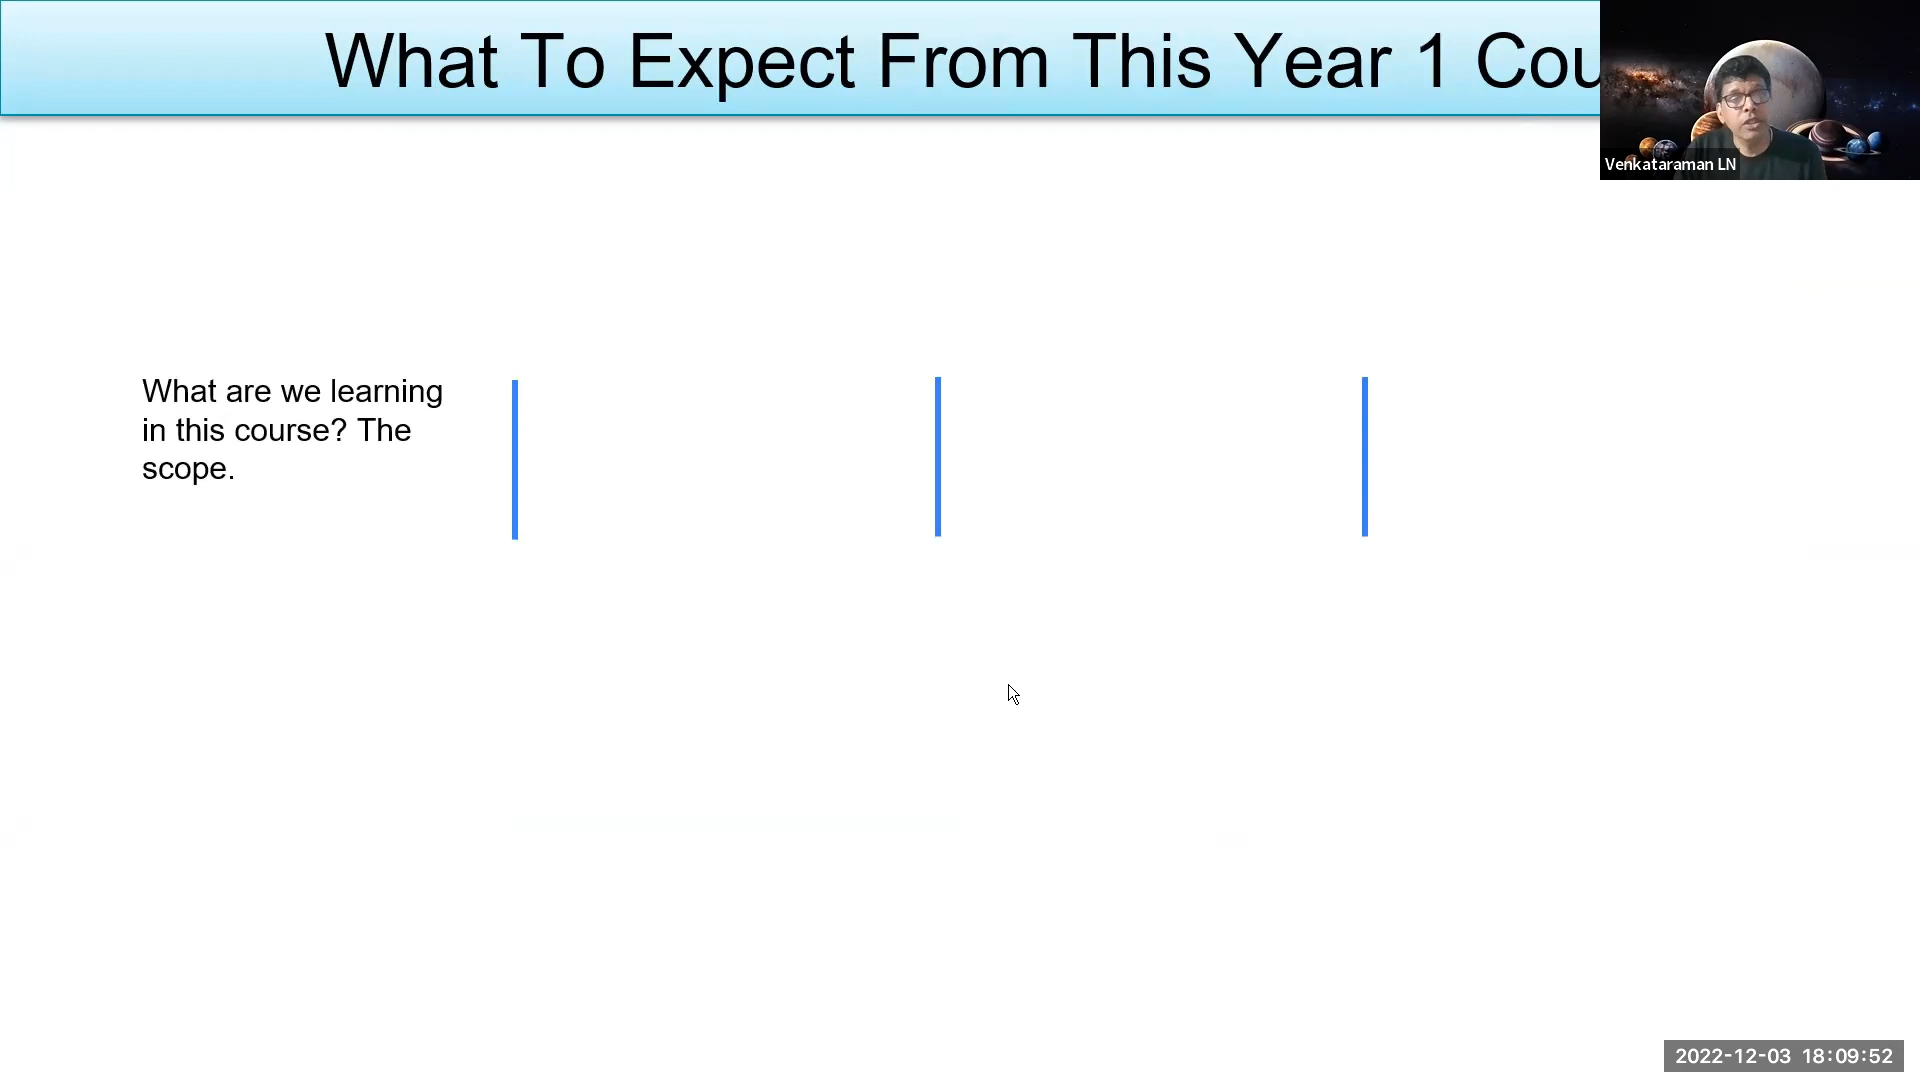 What To Expect From This Year 1 Cou
Venkataraman LN
What are we learning
in this course? The
scope.
2022-12-03 18:09:52